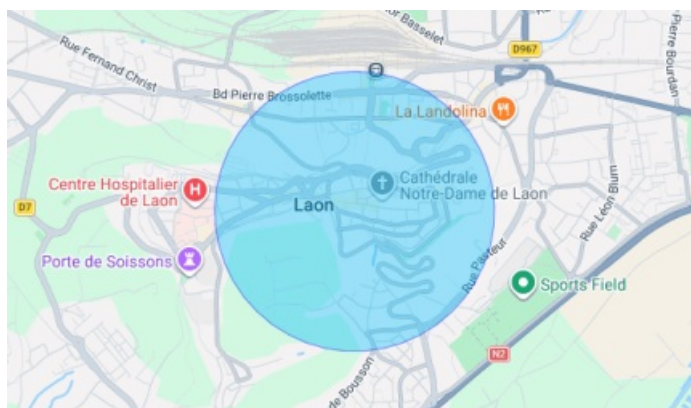 Rue Fernand Christ
Basselet
D967
Pierre Bourdan
Bd Pierre Brossolette
La Landolina
Centre Hospitalier
de Laon
Cathédrale
Notre-Dame de Laon
D7
Laon
Rue Léon Blum
Porte de Soissons
Rue Pasteur
Sports Field
N2
de Bousson